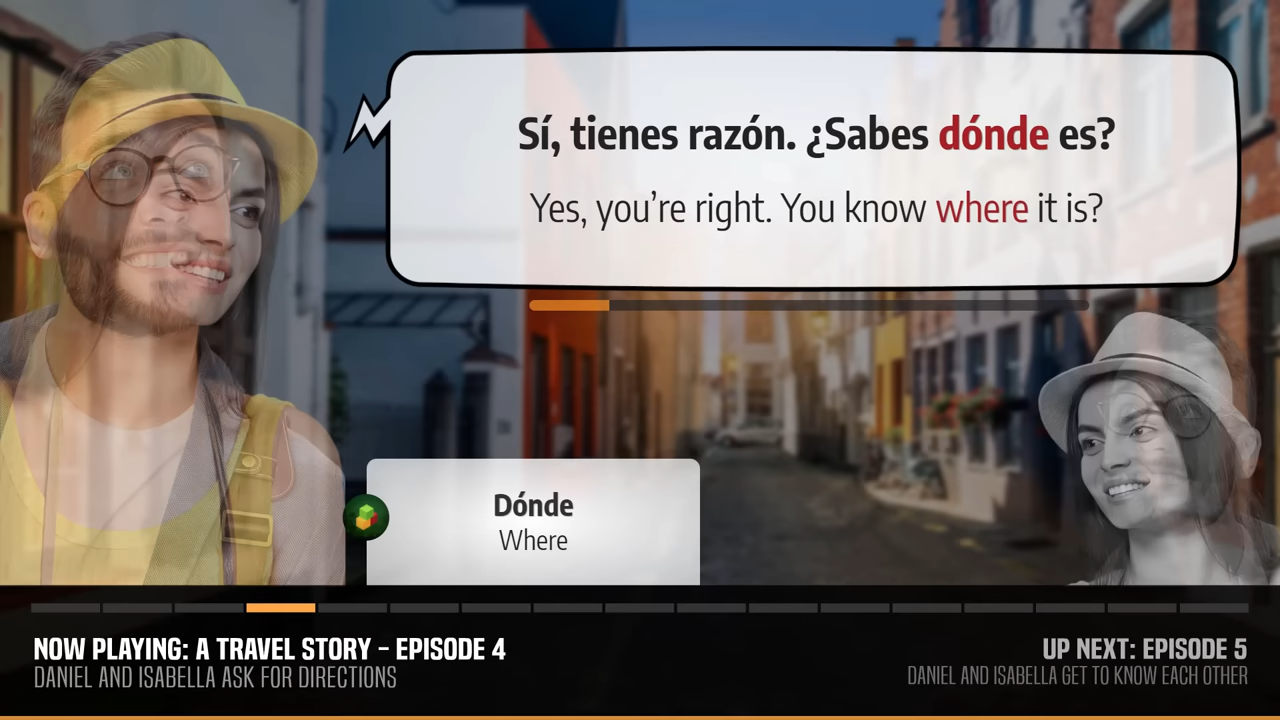 Sí, tienes razón. ¿Sabes dónde es?
Yes, you're right. You know where it is?
Dónde
Where
NOW PLAYING: A TRAVEL STORY - EPISODE 4
DANIEL AND ISABELLA ASK FOR DIRECTIONS
UP NEXT: EPISODE 5
DANIEL AND ISABELLA GET TO KNOW EACH OTHER